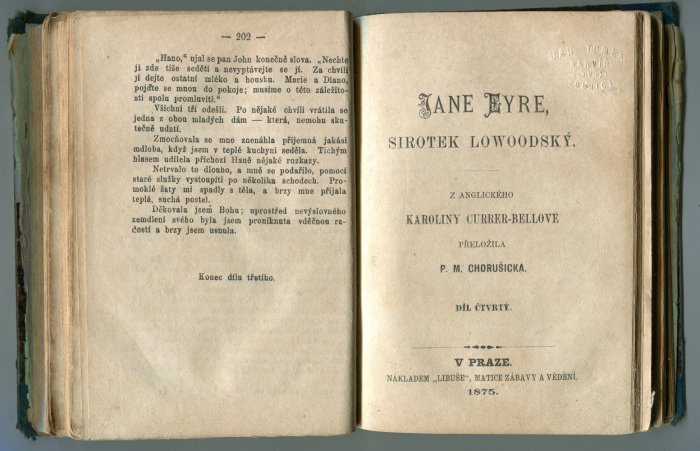 — 202 —
„Hano,“ ujal se pan John konečně slova. „Nechte
ji zde tiše seděti a nevyptávejte se jí. Za chvíli
jí dejte ostatní mléko a housku. Marie a Diano,
pojďte se mnou do pokoje; musíme o této záležito-
sti spolu promluviti.“
Všichni tři odešli. Po nějaké chvíli vrátila se
jedna z obou mladých dám — která, nemohu sku-
tečně udati.
Zmocňovala se mne znenáhla příjemná jakási
mdloba, když jsem v teplé kuchyni seděla. Tichým
hlasem udílela příchozí Haně nějaké rozkazy.
Netrvalo to dlouho, a mně se podařilo, pomocí
staré služky vystoupiti po několika schodech. Pro-
moklé šaty mi spadly s těla, a brzy mne přijala
teplá, suchá postel.
Děkovala jsem Bohu; uprostřed nevýslovného
zemdlení svého byla jsem proniknuta vděčnou ra-
dostí a brzy jsem usnula.
Konec dílu třetího.
JANE EYRE,
SIROTEK LOWOODSKÝ.
Z ANGLICKÉHO
KAROLINY CURRER-BELLOVÉ
PŘELOŽILA
P. M. CHORUŠICKÁ.
DÍL ČTVRTÝ.
V PRAZE.
NÁKLADEM „LIBUŠE“, MATICE ZÁBAVY A VĚDĚNÍ.
1875.